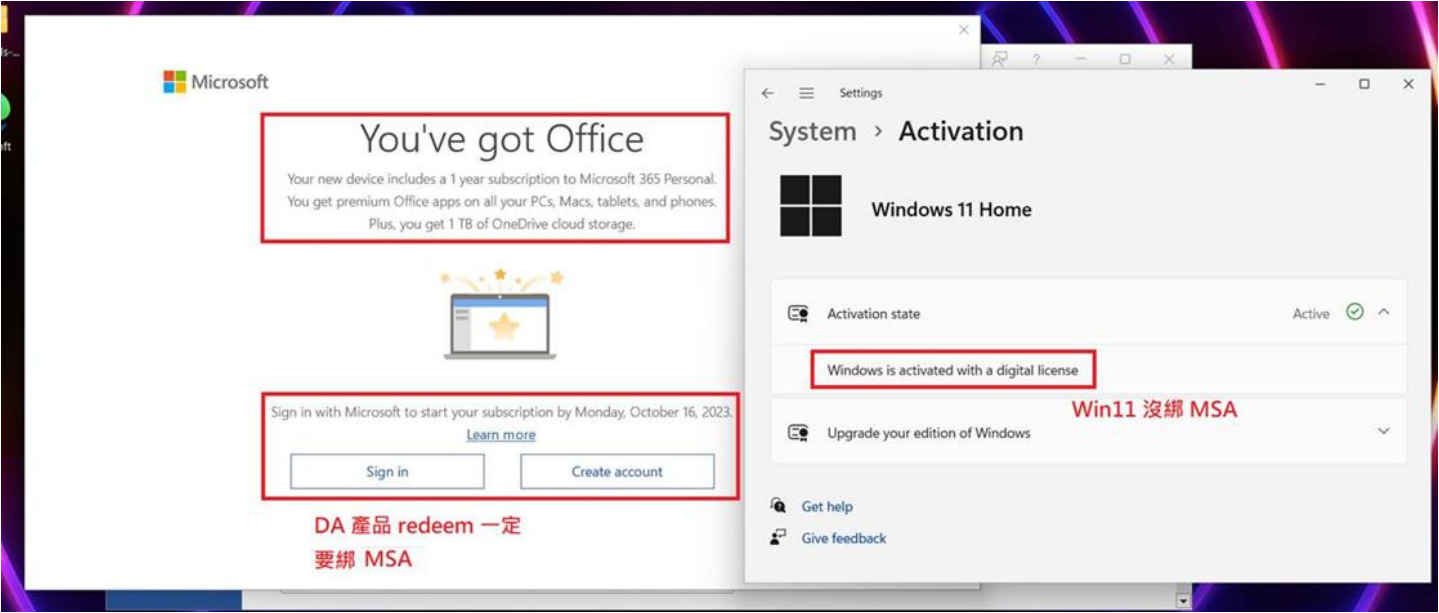 Microsoft
You've got Office
Your new device includes a 1 year subscription to Microsoft 365 Personal.
You get premium Office apps on all your PCs, Macs, tablets, and phones.
Plus, you get 1 TB of OneDrive cloud storage.
Sign in with Microsoft to start your subscription by Monday, October 16, 2023.
Learn more
Sign in
Create account
DA 產品 redeem 一定
要綁 MSA
?
Settings
System > Activation
Windows 11 Home
Activation state
Active
Windows is activated with a digital license
Win11 沒綁 MSA
Upgrade your edition of Windows
Get help
Give feedback